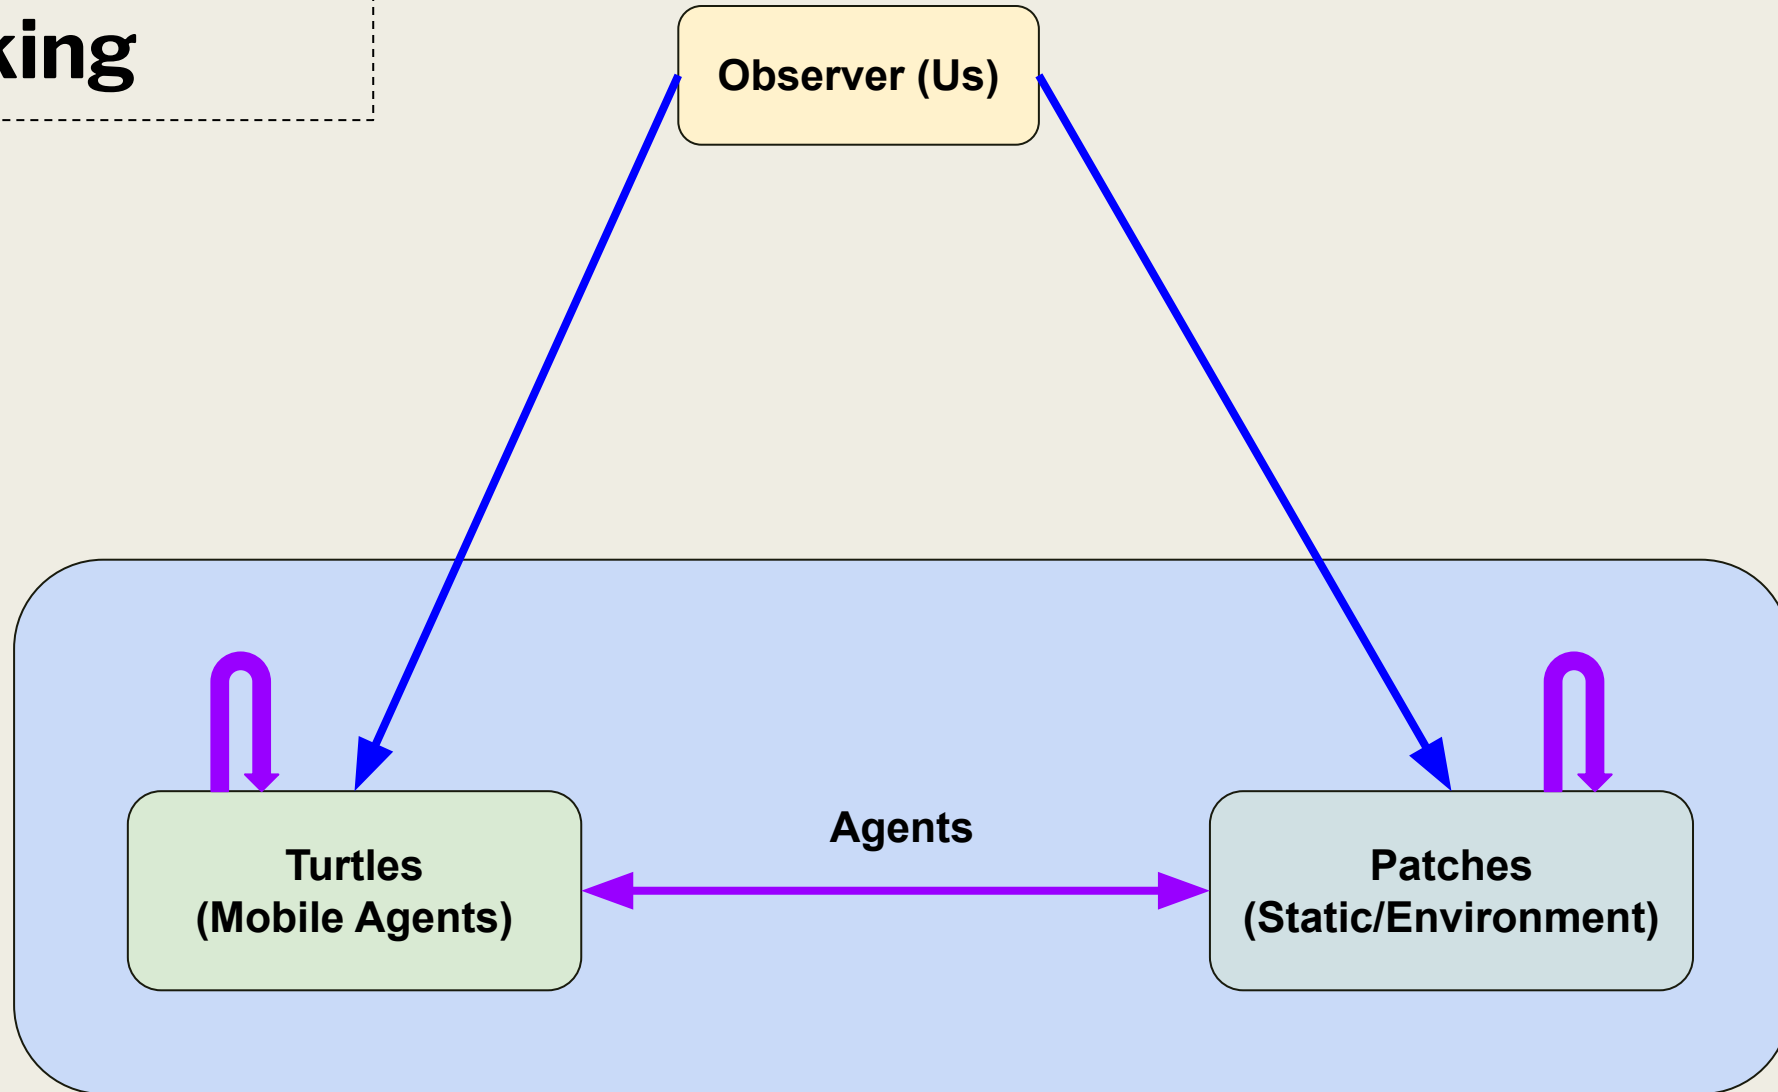 king
Observer (Us)
Agents
Turtles
(Mobile Agents)
Patches
(Static/Environment)